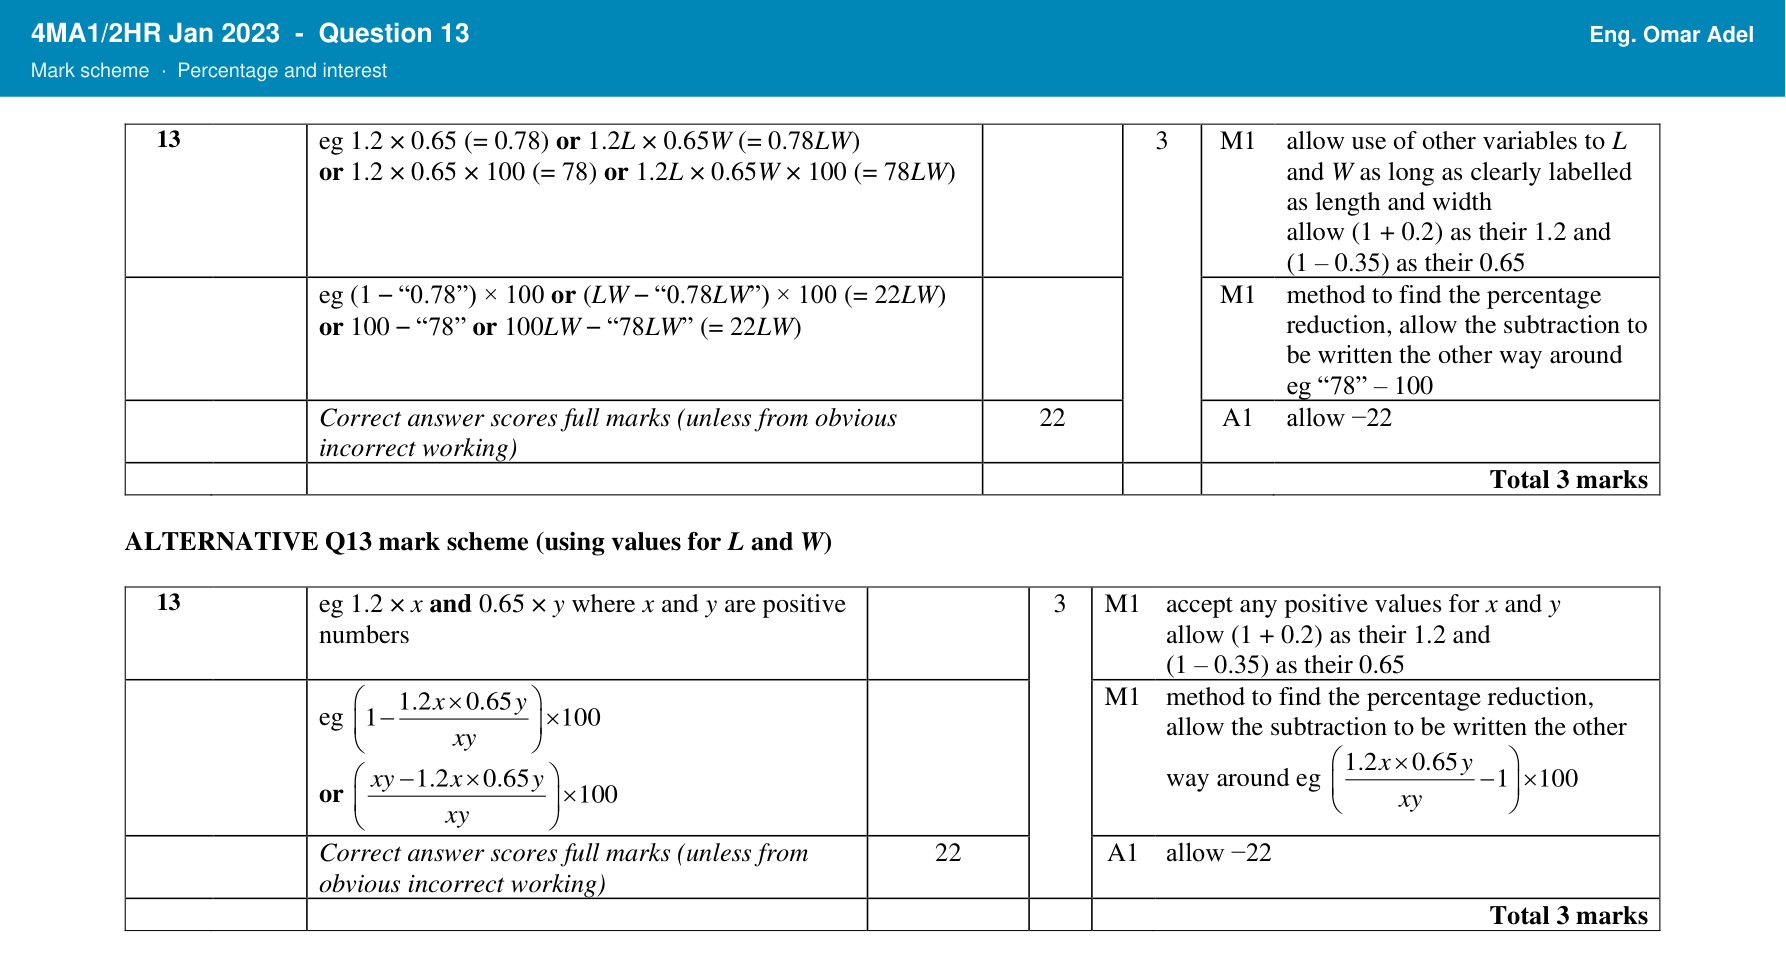 4MA1/2HR Jan 2023 - Question 13
Eng. Omar Adel
Mark scheme · Percentage and interest
13
eg 1.2 × 0.65 (= 0.78) or 1.2L × 0.65W (= 0.78LW)
or 1.2 × 0.65 × 100 (= 78) or 1.2L × 0.65W × 100 (= 78LW)
3
M1
allow use of other variables to L
and W as long as clearly labelled
as length and width
allow (1 + 0.2) as their 1.2 and
(1 – 0.35) as their 0.65
eg (1 – “0.78”) × 100 or (LW – “0.78LW”) × 100 (= 22LW)
or 100 – “78” or 100LW – “78LW” (= 22LW)
M1
method to find the percentage
reduction, allow the subtraction to
be written the other way around
eg “78” – 100
Correct answer scores full marks (unless from obvious
incorrect working)
22
A1
allow −22
Total 3 marks
ALTERNATIVE Q13 mark scheme (using values for L and W)
13
eg 1.2 × x and 0.65 × y where x and y are positive
numbers
3
M1
accept any positive values for x and y
allow (1 + 0.2) as their 1.2 and
(1 – 0.35) as their 0.65
eg (1 − (1.2x × 0.65y)/xy) × 100
or ((xy − 1.2x × 0.65y)/xy) × 100
M1
method to find the percentage reduction,
allow the subtraction to be written the other
way around eg ((1.2x × 0.65y)/xy − 1) × 100
Correct answer scores full marks (unless from
obvious incorrect working)
22
A1
allow −22
Total 3 marks